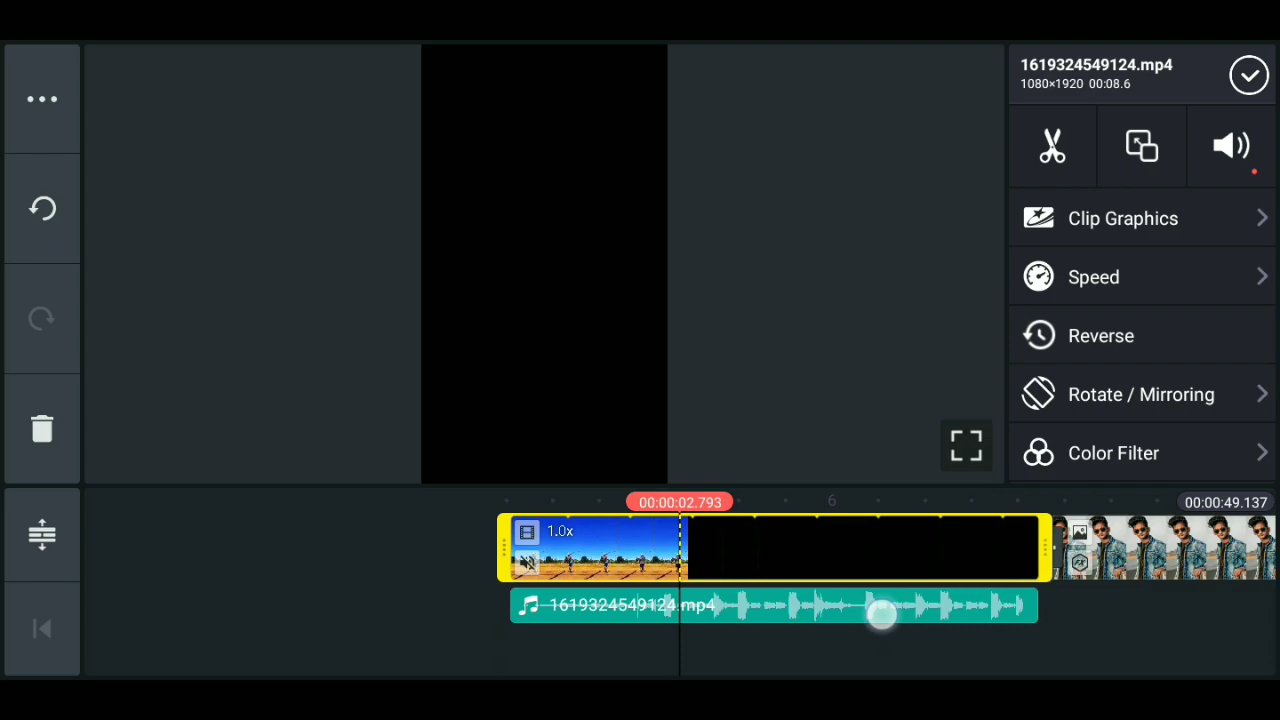 1619324549124.mp4
1080×1920 00:08.6
Clip Graphics
Speed
Reverse
Rotate / Mirroring
Color Filter
00:00:02.793
6
00:00:49.137
1.0x
1619324549124.mp4